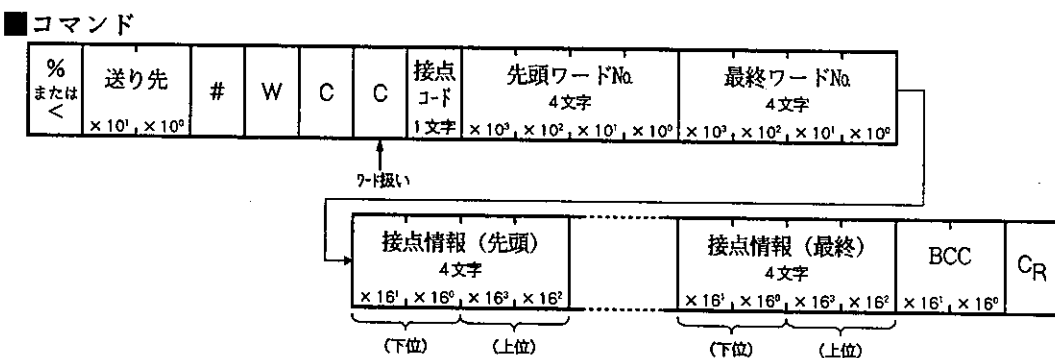 ■コマンド
%
または
<
送り先
×10¹ ×10⁰
#
W
C
C
接点
コード
1文字
先頭ワードNo.
4文字
×10³ ×10² ×10¹ ×10⁰
最終ワードNo.
4文字
×10³ ×10² ×10¹ ×10⁰
ワード扱い
接点情報(先頭)
4文字
×16¹ ×16⁰ ×16³ ×16²
(下位) (上位)
接点情報(最終)
4文字
×16¹ ×16⁰ ×16³ ×16²
(下位) (上位)
BCC
×16¹ ×16⁰
CR